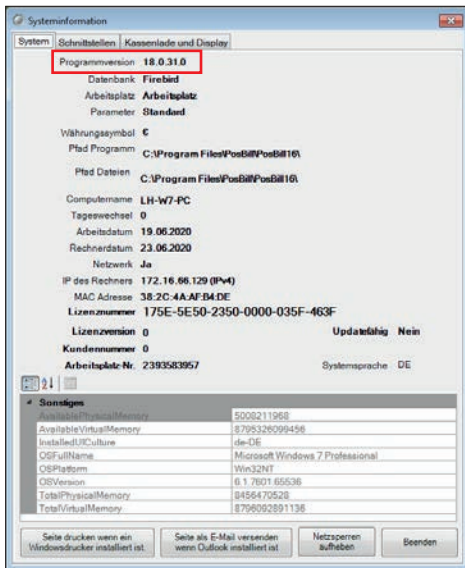 Systeminformation
System Schnittstellen Kassenlade und Display
Programmversion 18.0.31.0
Datenbank Firebird
Arbeitsplatz Arbeitsplatz
Parameter Standard
Währungssymbol €
Pfad Programm C:\Program Files\PosBill\PosBill16\
Pfad Dateien C:\Program Files\PosBill\PosBill16\
Computername LH-W7-PC
Tageswechsel 0
Arbeitsdatum 19.06.2020
Rechnerdatum 23.06.2020
Netzwerk Ja
IP des Rechners 172.16.66.129 (IPv4)
MAC Adresse 38:2C:4A:AF:B4:DE
Lizenznummer 175E-5E50-2350-0000-035F-463F
Lizenzversion 0 Updatefähig Nein
Kundennummer 0
Arbeitsplatz-Nr. 2393583957 Systemsprache DE
Sonstiges
AvailablePhysicalMemory 5008211968
AvailableVirtualMemory 8795326099456
InstalledUICulture de-DE
OSFullName Microsoft Windows 7 Professional
OSPlatform Win32NT
OSVersion 6.1.7601.65536
TotalPhysicalMemory 8456470528
TotalVirtualMemory 8796092891136
Seite drucken wenn ein Windowsdrucker installiert ist
Seite als E-Mail versenden wenn Outlook installiert ist
Netzsperren aufheben
Beenden